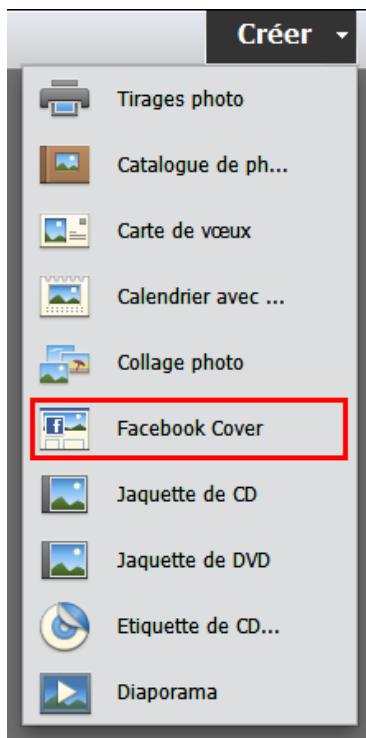 Créer
Tirages photo
Catalogue de ph...
Carte de vœux
Calendrier avec ...
Collage photo
Facebook Cover
Jaquette de CD
Jaquette de DVD
Etiquette de CD...
Diaporama